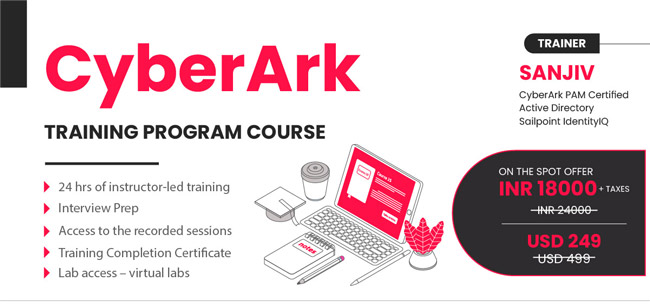 CyberArk
TRAINING PROGRAM COURSE
24 hrs of instructor-led training
Interview Prep
Access to the recorded sessions
Training Completion Certificate
Lab access – virtual labs
notes
TRAINER
SANJIV
CyberArk PAM Certified
Active Directory
Sailpoint IdentityIQ
ON THE SPOT OFFER
INR 18000 + TAXES
INR 24000
USD 249
USD 499